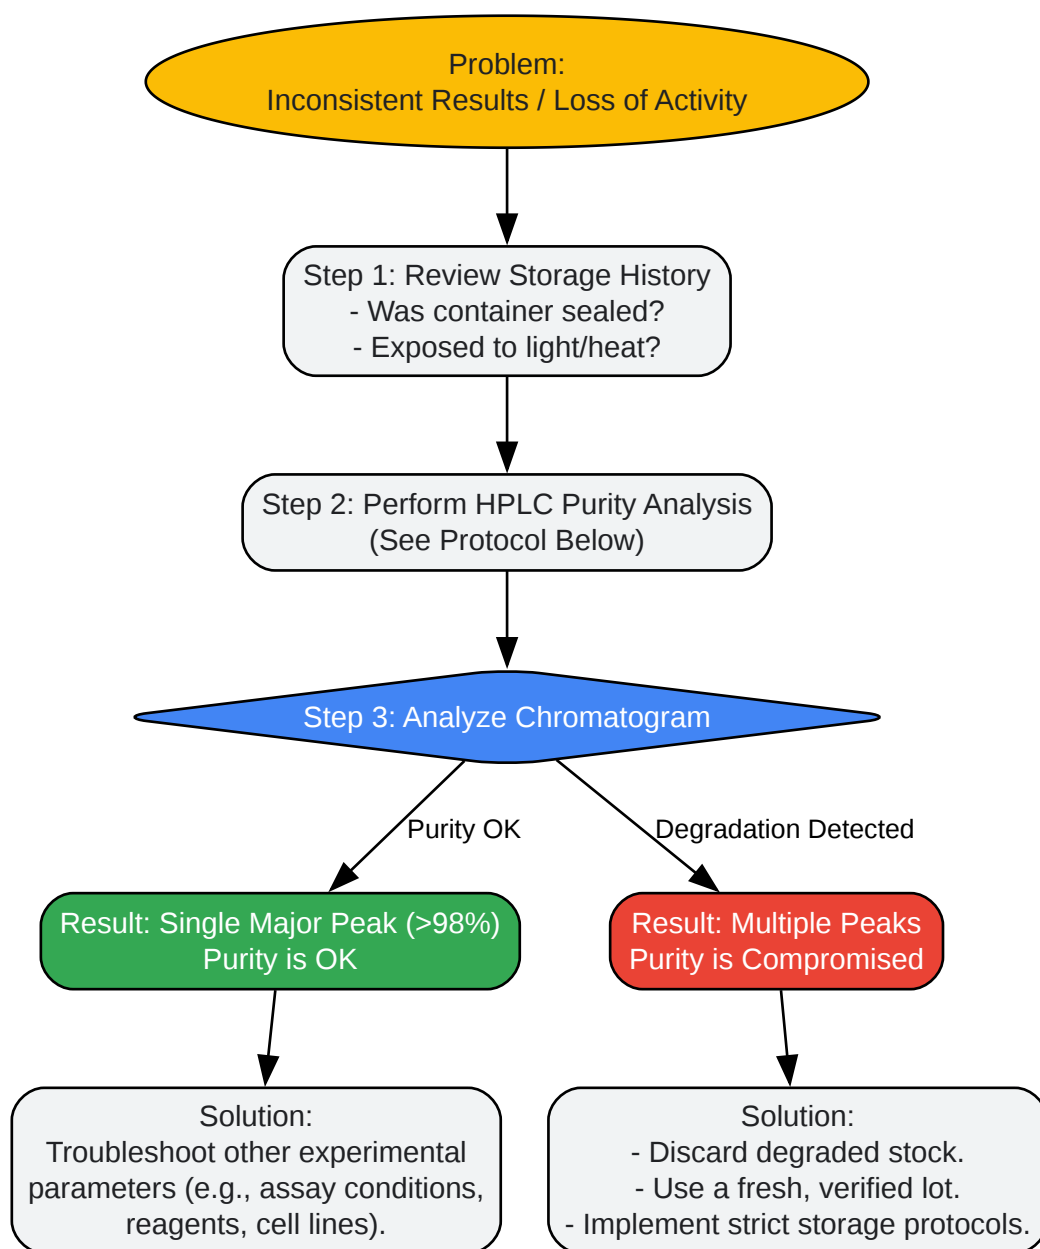 Problem:
Inconsistent Results / Loss of Activity
Step 1: Review Storage History
- Was container sealed?
- Exposed to light/heat?
Step 2: Perform HPLC Purity Analysis
(See Protocol Below)
Step 3: Analyze Chromatogram
Purity OK
Degradation Detected
Result: Single Major Peak (>98%)
Purity is OK
Result: Multiple Peaks
Purity is Compromised
Solution:
Troubleshoot other experimental
parameters (e.g., assay conditions,
reagents, cell lines).
Solution:
- Discard degraded stock.
- Use a fresh, verified lot.
- Implement strict storage protocols.